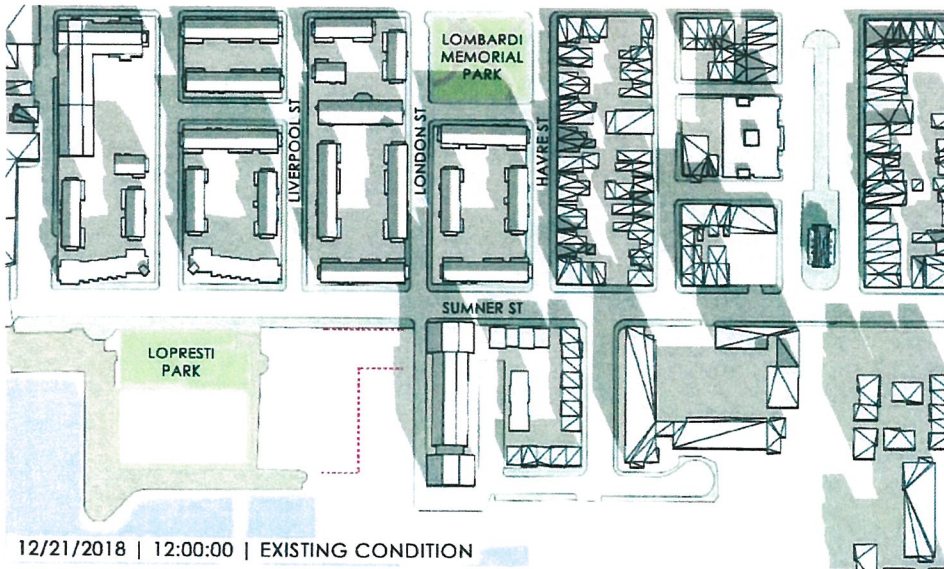 LOMBARDI
MEMORIAL
PARK
LIVERPOOL ST
LONDON ST
HAVRE ST
SUMNER ST
LOPRESTI
PARK
12/21/2018 | 12:00:00 | EXISTING CONDITION